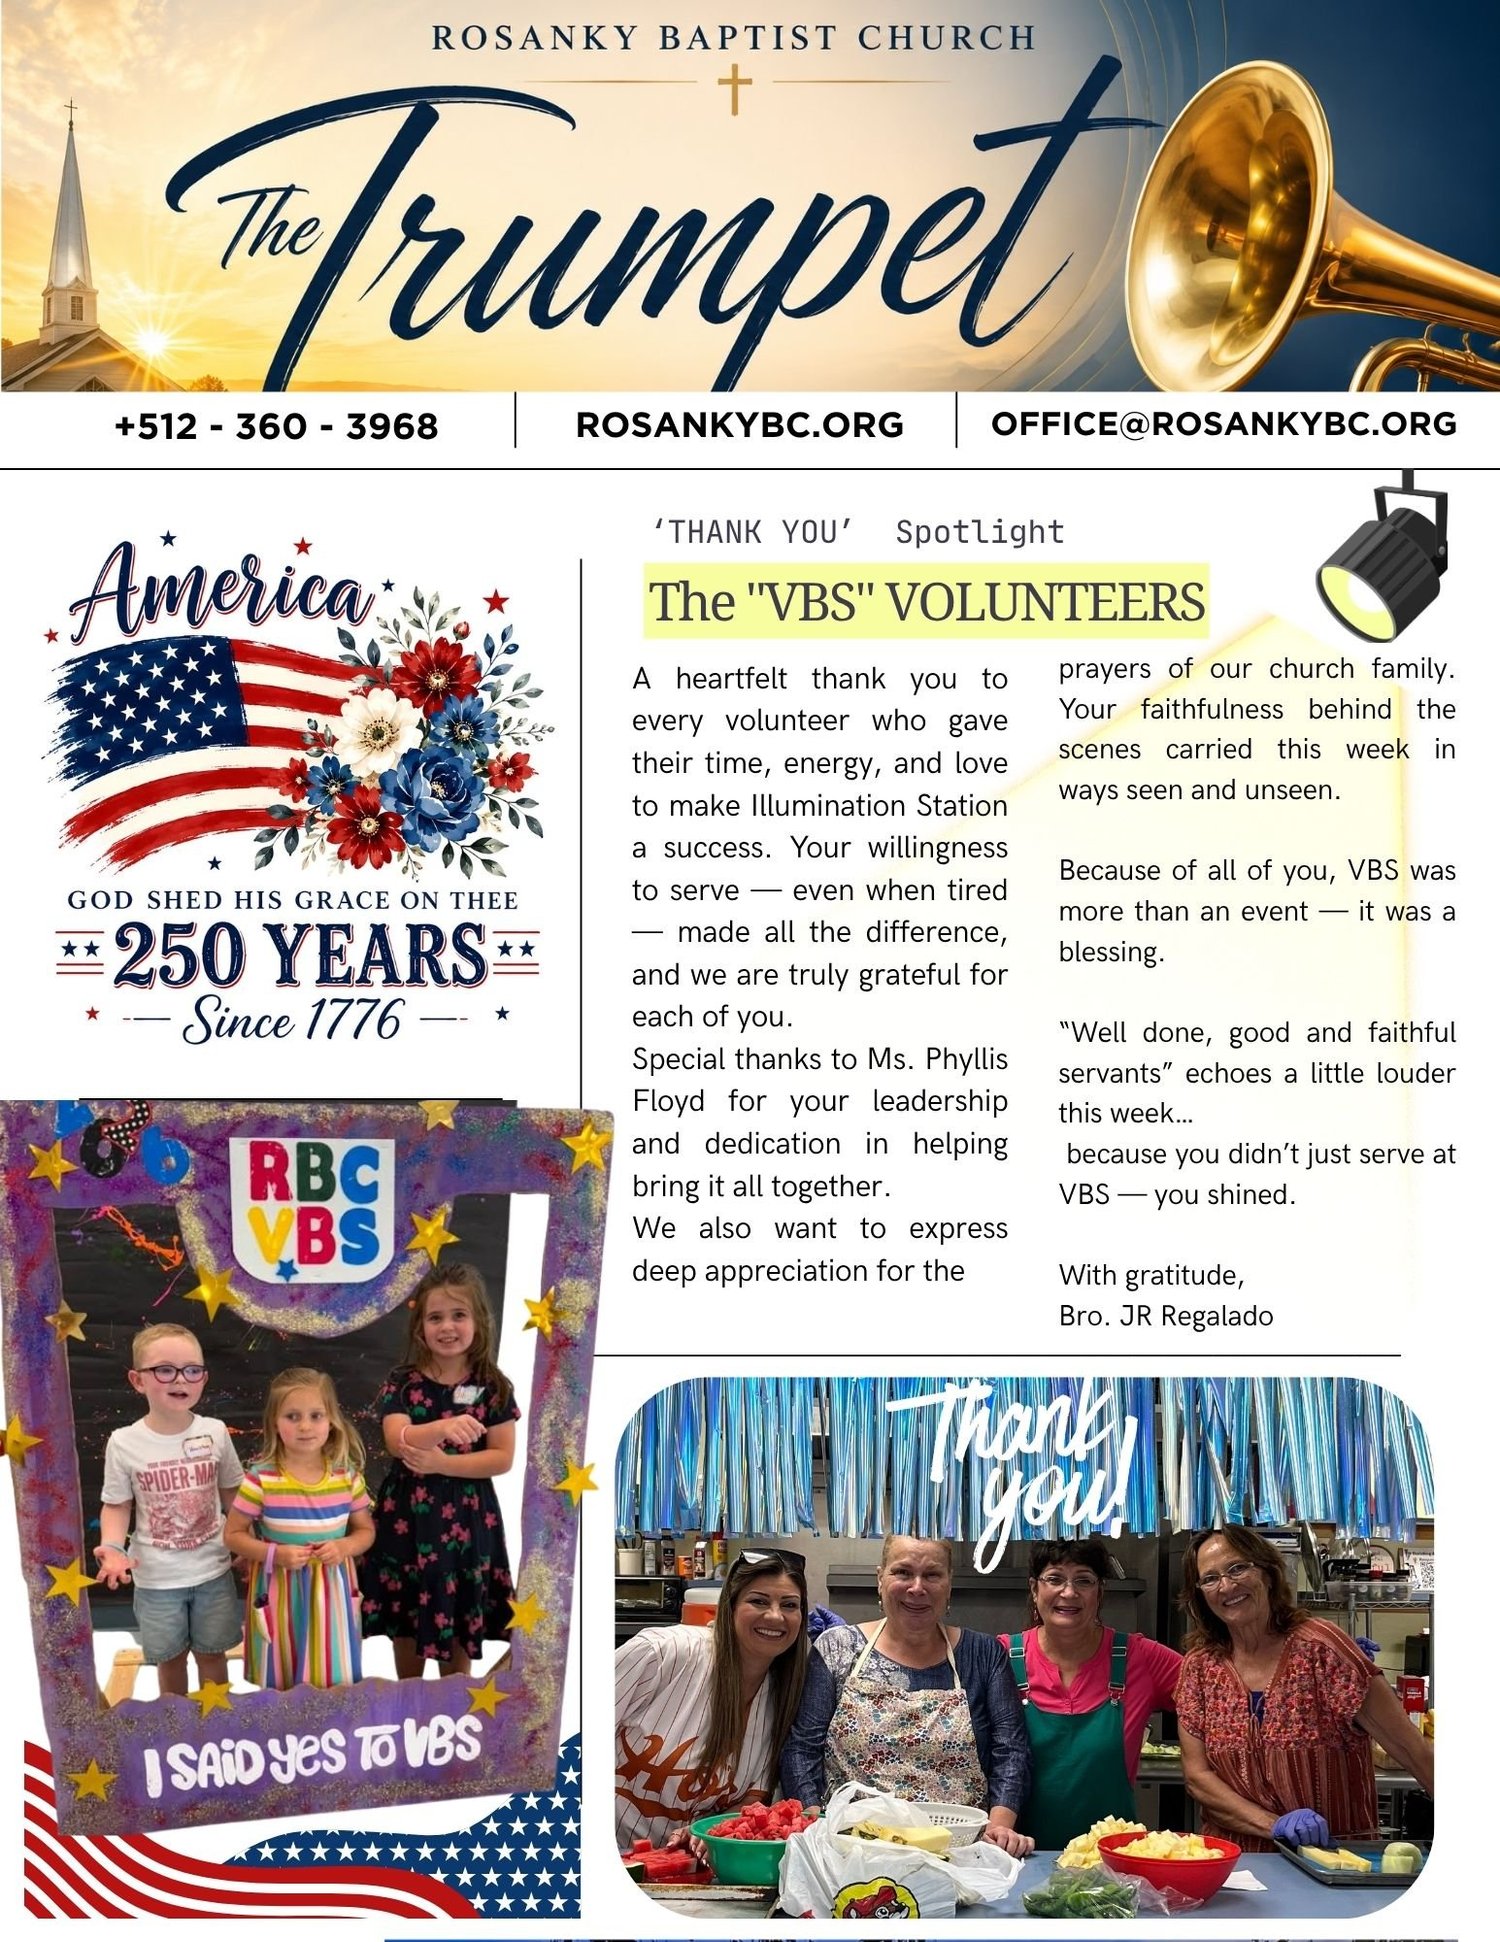 ROSANKY BAPTIST CHURCH
The Trumpet
+512 - 360 - 3968
ROSANKYBC.ORG
OFFICE@ROSANKYBC.ORG
America
GOD SHED HIS GRACE ON THEE
250 YEARS
Since 1776
‘THANK YOU’ Spotlight
The "VBS" VOLUNTEERS
A heartfelt thank you to
every volunteer who gave
their time, energy, and love
to make Illumination Station
a success. Your willingness
to serve — even when tired
— made all the difference,
and we are truly grateful for
each of you.
Special thanks to Ms. Phyllis
Floyd for your leadership
and dedication in helping
bring it all together.
We also want to express
deep appreciation for the
prayers of our church family.
Your faithfulness behind the
scenes carried this week in
ways seen and unseen.
Because of all of you, VBS was
more than an event — it was a
blessing.
“Well done, good and faithful
servants” echoes a little louder
this week…
because you didn’t just serve at
VBS — you shined.
With gratitude,
Bro. JR Regalado
RBC
VBS
SPIDER-MA
I SAID YES TO VBS
Thank
you!